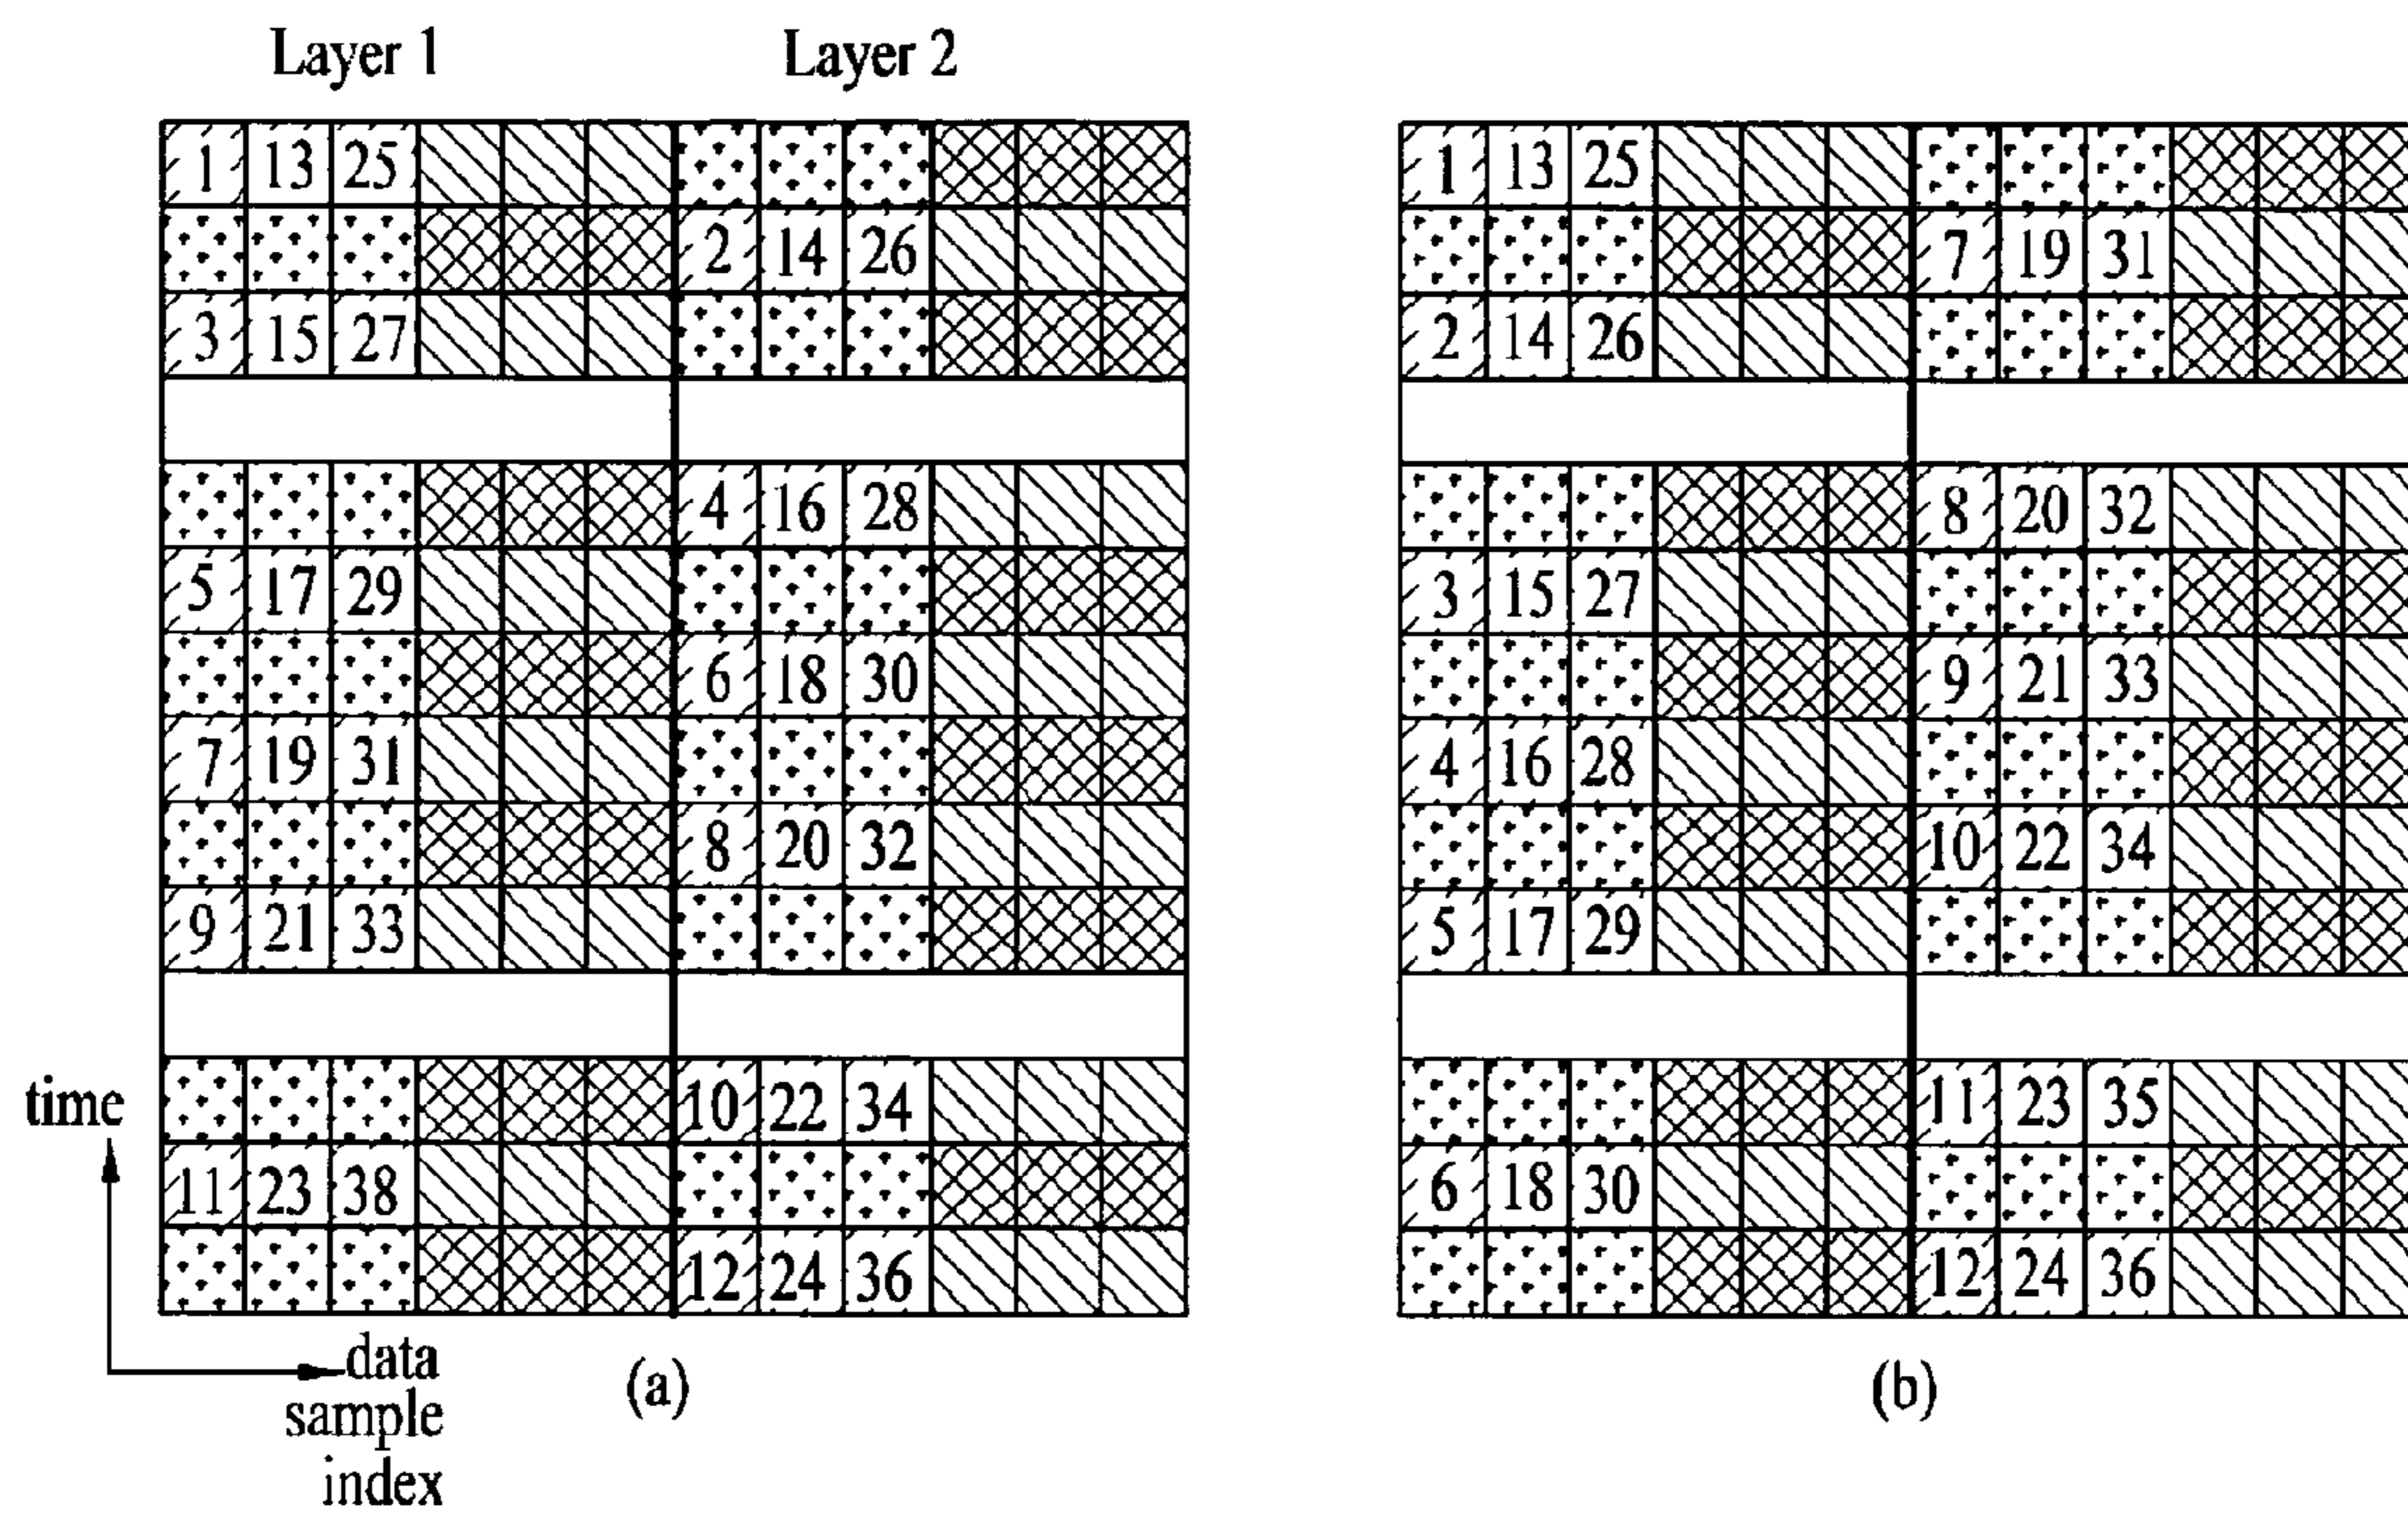 Layer 1 Layer 2
1 13 25 1 13 25
2 14 26 7 19 31
3 15 27 2 14 26
4 16 28 8 20 32
5 17 29 3 15 27
6 18 30 9 21 33
7 19 31 4 16 28
8 20 32 10 22 34
9 21 33 5 17 29
10 22 34 11 23 35
11 23 38 6 18 30
12 24 36 12 24 36
time
data
sample
index
(a) (b)